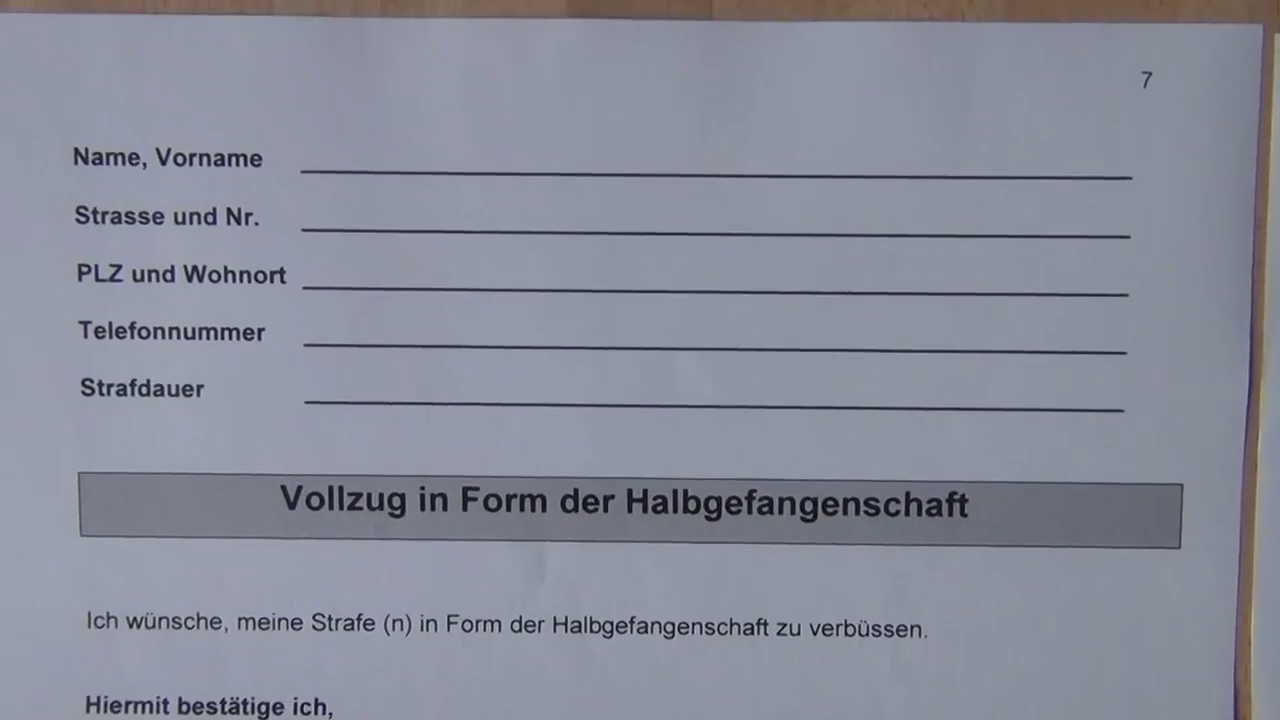 7
Name, Vorname
Strasse und Nr.
PLZ und Wohnort
Telefonnummer
Strafdauer
Vollzug in Form der Halbgefangenschaft
Ich wünsche, meine Strafe (n) in Form der Halbgefangenschaft zu verbüssen.
Hiermit bestätige ich,